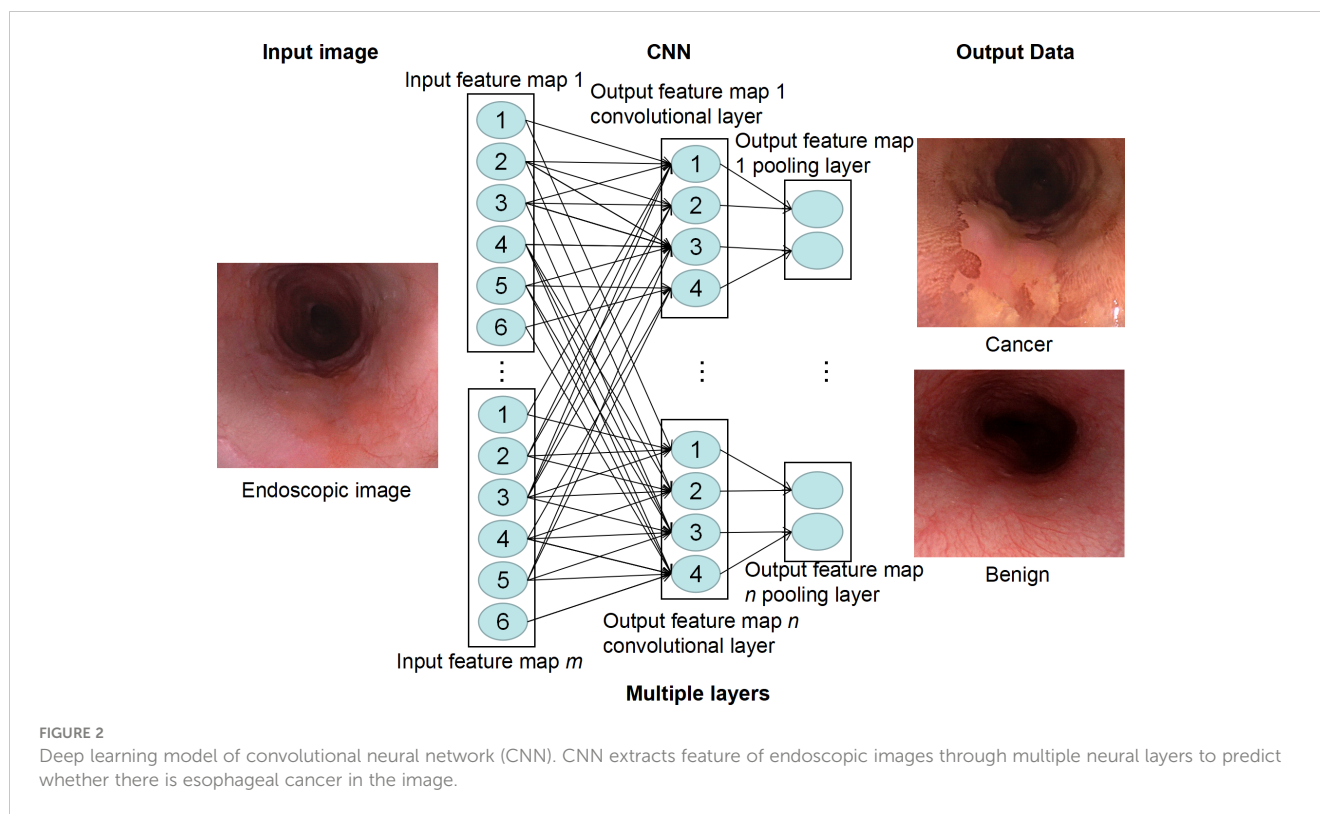 Input image
CNN
Output Data
Input feature map 1
Output feature map 1
convolutional layer
Output feature map
1 pooling layer
1
2
3
4
5
6
1
2
3
4
Cancer
Endoscopic image
1
2
3
4
5
6
1
2
3
4
Benign
Output feature map
n pooling layer
Output feature map n
convolutional layer
Input feature map m
Multiple layers
FIGURE 2
Deep learning model of convolutional neural network (CNN). CNN extracts feature of endoscopic images through multiple neural layers to predict
whether there is esophageal cancer in the image.